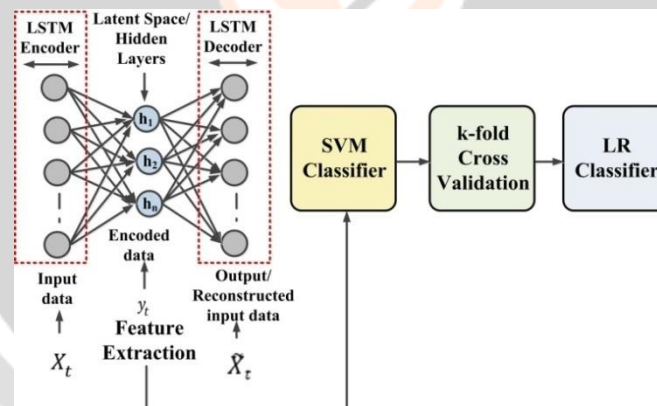 LSTM
Encoder
Latent Space/
Hidden
Layers
LSTM
Decoder
h₁
h₂
hₙ
Encoded
data
Input
data
Output/
Reconstructed
input data
yₜ
Feature
Extraction
Xₜ
X̃ₜ
SVM
Classifier
k-fold
Cross
Validation
LR
Classifier